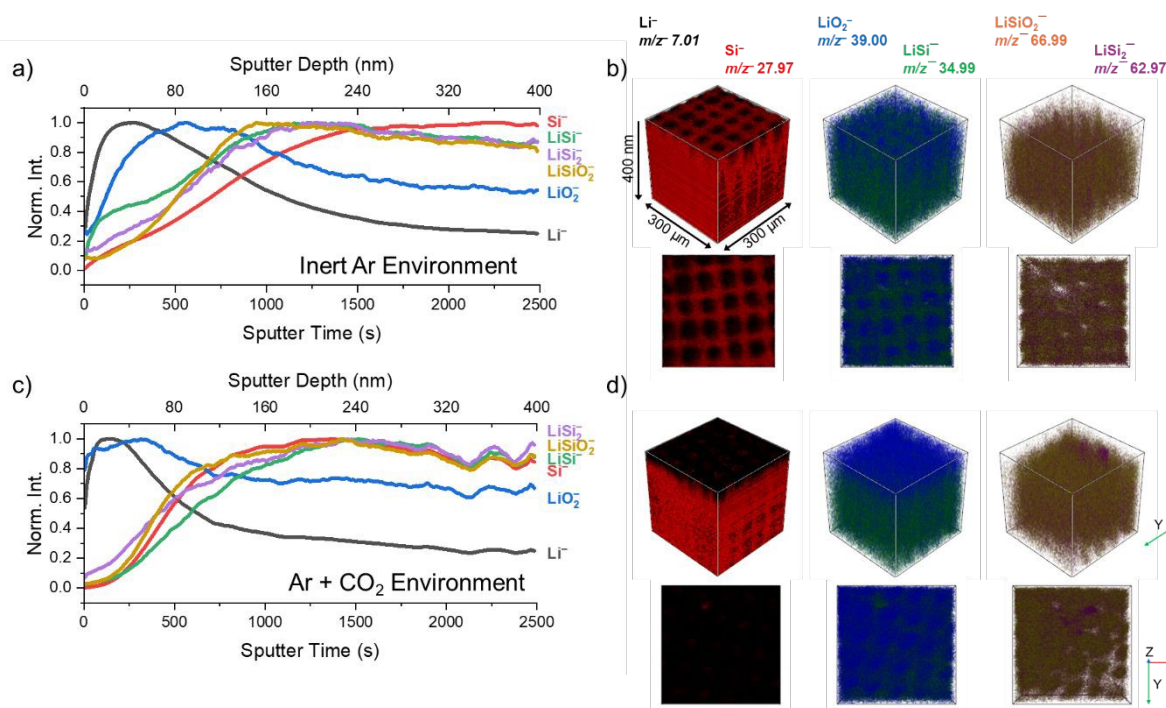 a)
Sputter Depth (nm)
0 80 160 240 320 400
Norm. Int.
1.0
0.8
0.6
0.4
0.2
0.0
Si⁻
LiSi⁻
LiSi₂⁻
LiSiO₂⁻
LiO₂⁻
Li⁻
Inert Ar Environment
0 500 1000 1500 2000 2500
Sputter Time (s)
b)
Li⁻
m/z⁻ 7.01
Si⁻
m/z⁻ 27.97
LiO₂⁻
m/z⁻ 39.00
LiSi⁻
m/z⁻ 34.99
LiSiO₂⁻
m/z⁻ 66.99
LiSi₂⁻
m/z⁻ 62.97
400 nm
300 μm
300 μm
c)
Sputter Depth (nm)
0 80 160 240 320 400
Norm. Int.
1.0
0.8
0.6
0.4
0.2
0.0
LiSi₂⁻
LiSiO₂⁻
LiSi⁻
Si⁻
LiO₂⁻
Li⁻
Ar + CO₂ Environment
0 500 1000 1500 2000 2500
Sputter Time (s)
d)
Y
Z
Y